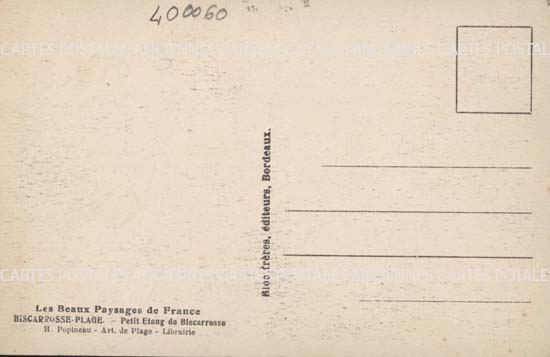 400060
Bloc frères, éditeurs, Bordeaux.
Les Beaux Paysages de France
BISCARROSSE-PLAGE. - Petit Etang de Biscarrosse
H. Popineau - Art. de Plage - Librairie